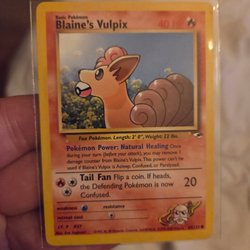 Basic Pokémon
Blaine's Vulpix
40 HP
Fox Pokémon. Length: 2' 0", Weight: 22 lbs.
Pokémon Power: Natural Healing Once
during your turn (before your attack), you may remove 1
damage counter from Blaine's Vulpix. This power can't be
used if Blaine's Vulpix is Asleep, Confused, or Paralyzed.
Tail Fan Flip a coin. If heads,
the Defending Pokémon is now
Confused.
weakness
resistance
retreat cost